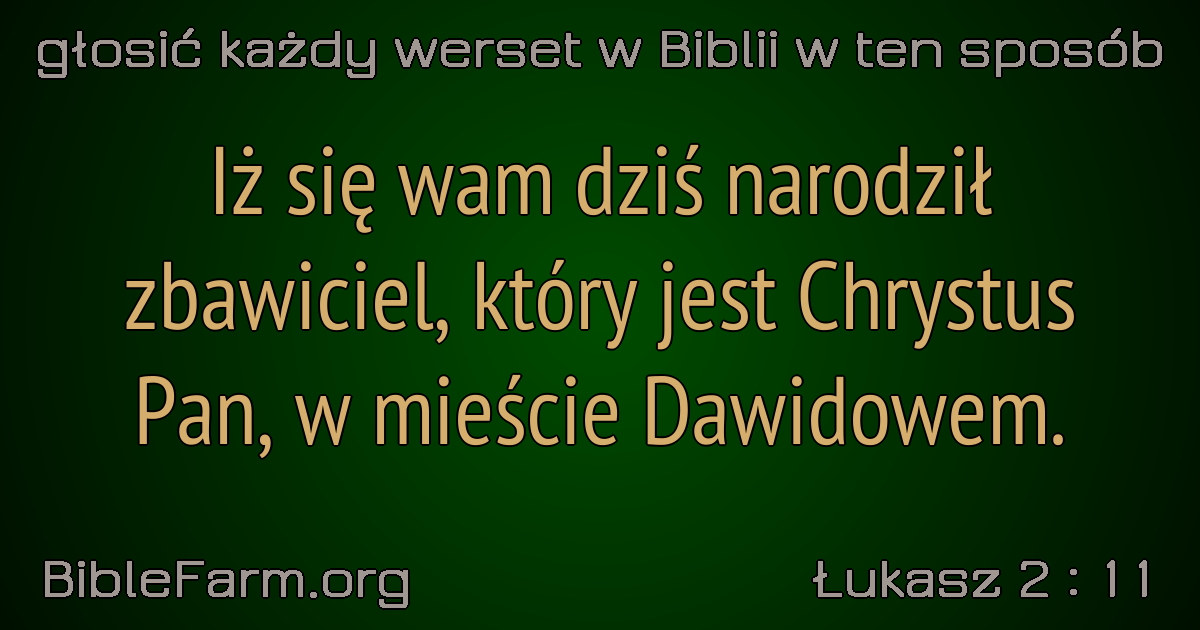 głosić każdy werset w Biblii w ten sposób
Iż się wam dziś narodził
zbawiciel, który jest Chrystus
Pan, w mieście Dawidowem.
BibleFarm.org
Łukasz 2 : 11